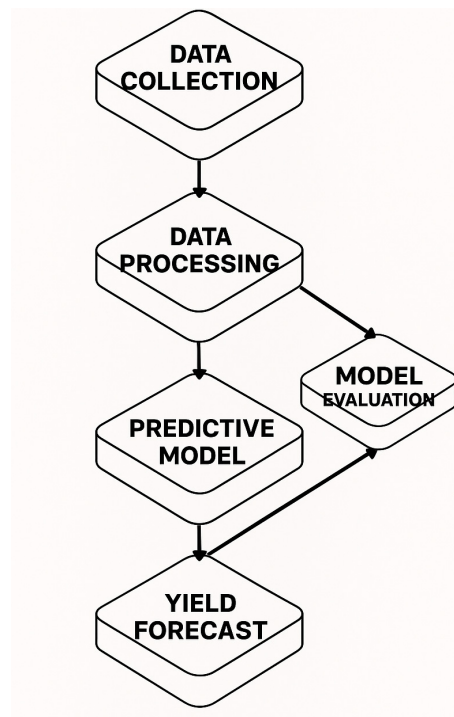 DATA
COLLECTION
DATA
PROCESSING
MODEL
EVALUATION
PREDICTIVE
MODEL
YIELD
FORECAST